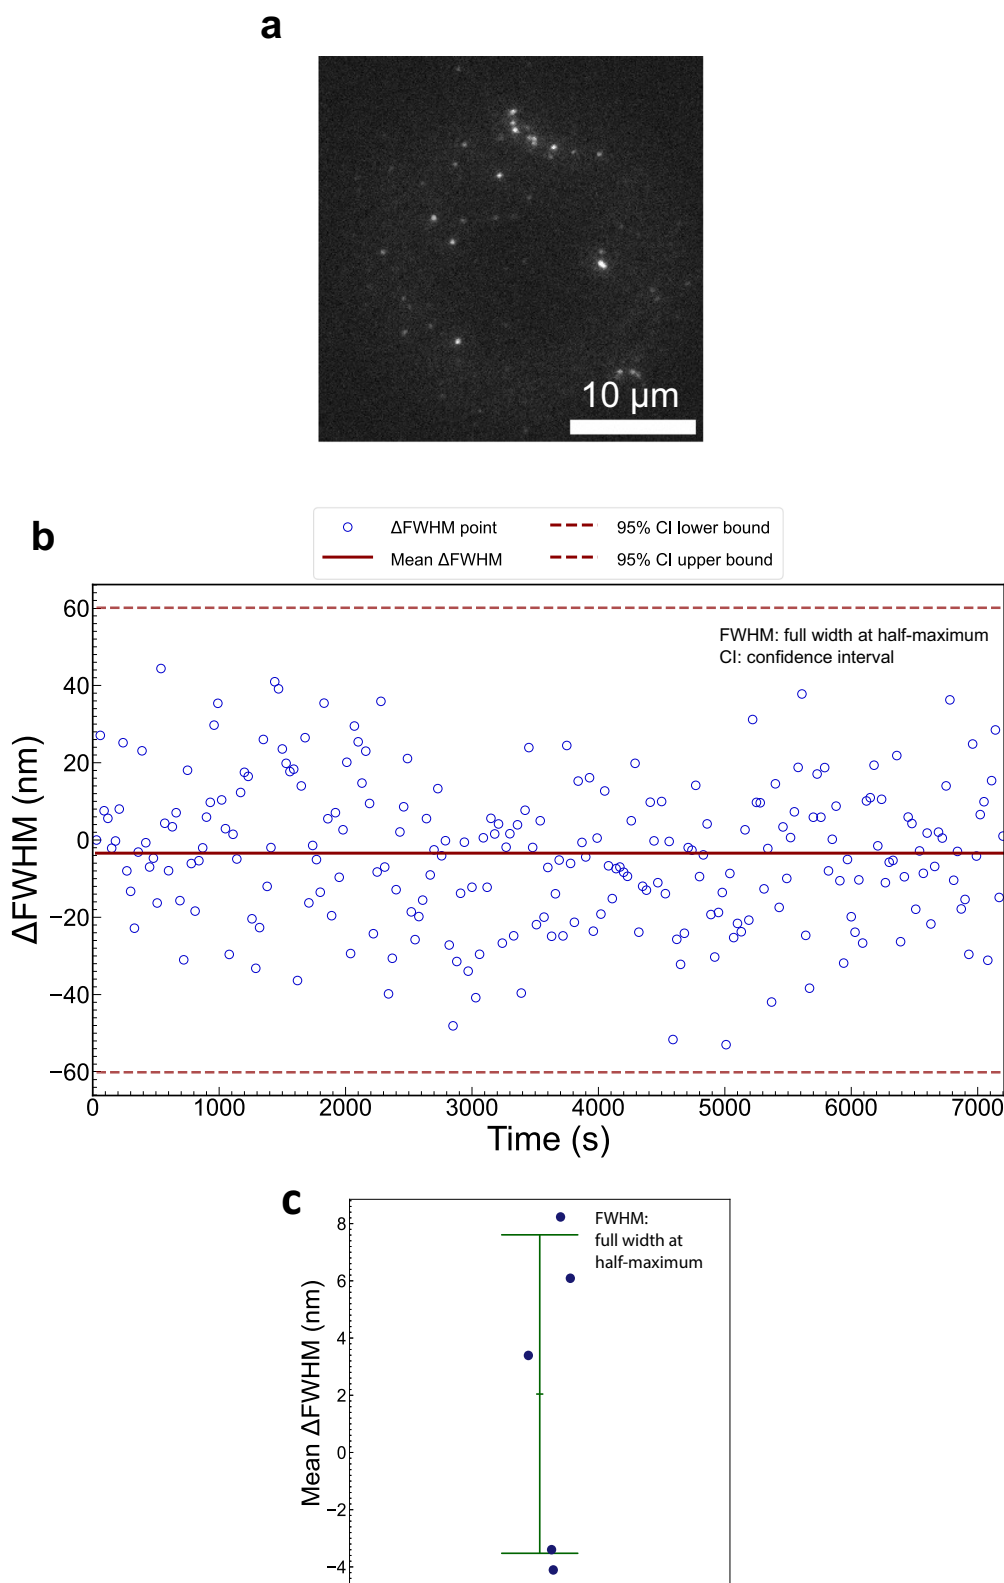 a
10 µm
b
ΔFWHM point
95% CI lower bound
Mean ΔFWHM
95% CI upper bound
FWHM: full width at half-maximum
CI: confidence interval
ΔFWHM (nm)
60
40
20
0
−20
−40
−60
0 1000 2000 3000 4000 5000 6000 7000
Time (s)
c
FWHM:
full width at
half-maximum
Mean ΔFWHM (nm)
8
6
4
2
0
−2
−4